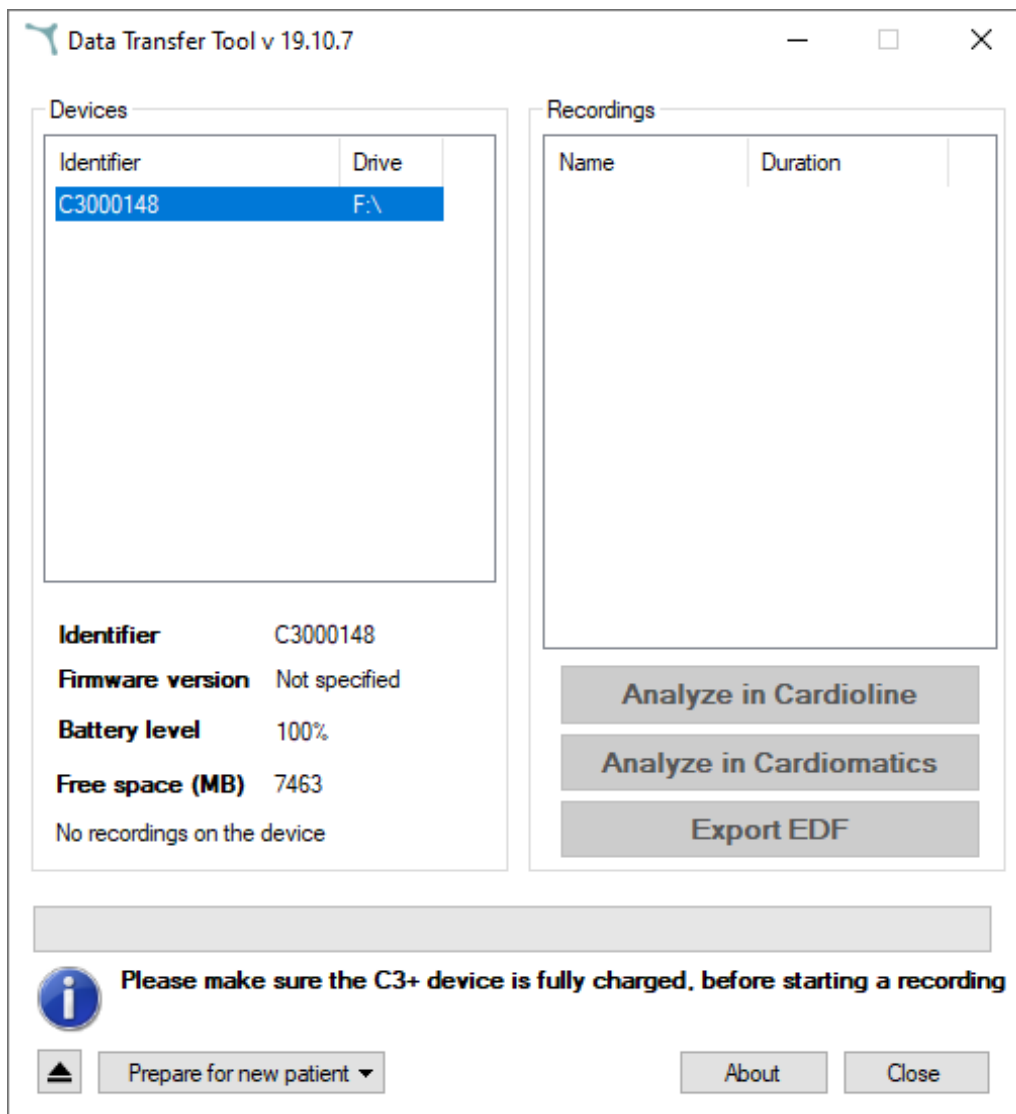 Data Transfer Tool v 19.10.7
Devices
Identifier Drive
C3000148 F:\
Identifier C3000148
Firmware version Not specified
Battery level 100%
Free space (MB) 7463
No recordings on the device
Recordings
Name Duration
Analyze in Cardioline
Analyze in Cardiomatics
Export EDF
Please make sure the C3+ device is fully charged, before starting a recording
Prepare for new patient
About
Close